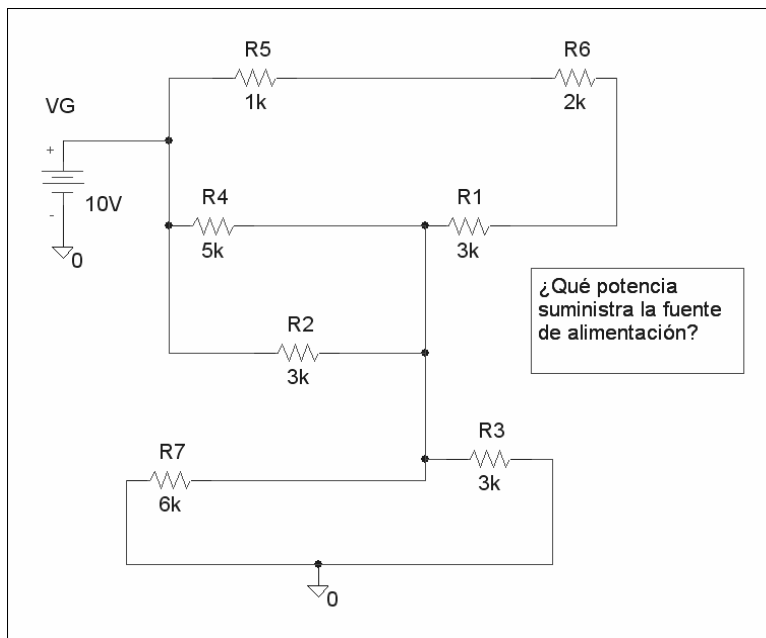 R5
R6
1k
2k
VG
+
-
10V
0
R4
R1
5k
3k
¿Qué potencia
suministra la fuente
de alimentación?
R2
3k
R7
R3
6k
3k
0